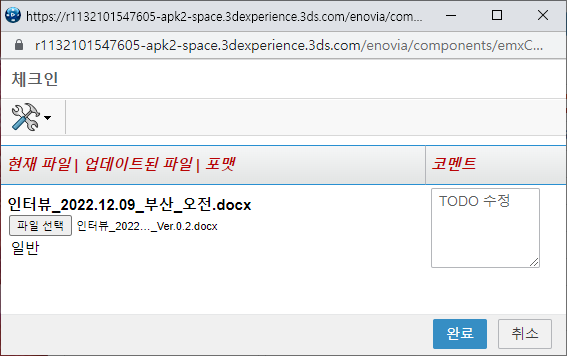 https://r1132101547605-apk2-space.3dexperience.3ds.com/enovia/com...
r1132101547605-apk2-space.3dexperience.3ds.com/enovia/components/emxC...
체크인
현재 파일 | 업데이트된 파일 | 포맷 코멘트
인터뷰_2022.12.09_부산_오전.docx TODO 수정
파일 선택 인터뷰_2022..._Ver.0.2.docx
일반
완료 취소